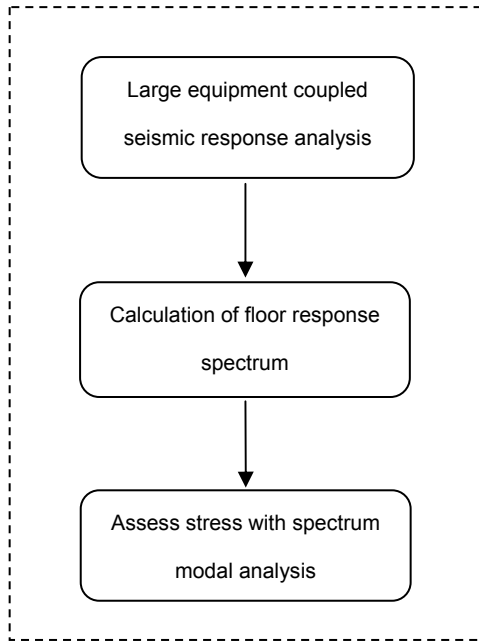 Large equipment coupled
seismic response analysis
Calculation of floor response
spectrum
Assess stress with spectrum
modal analysis